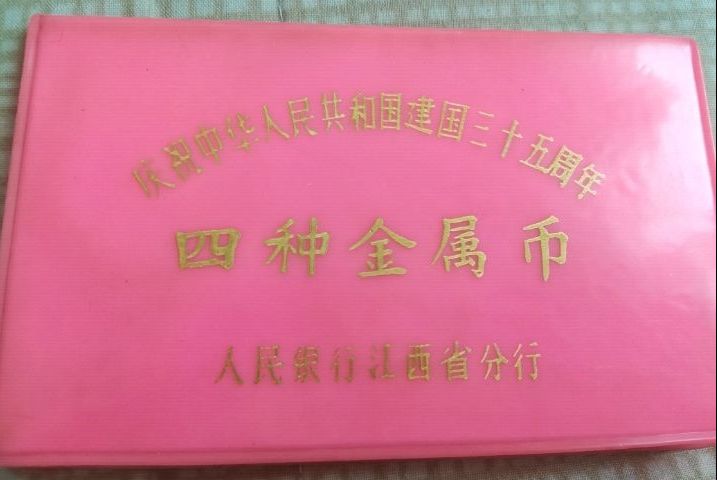 庆祝中华人民共和国建国三十五周年
四种金属币
人民银行江西省分行